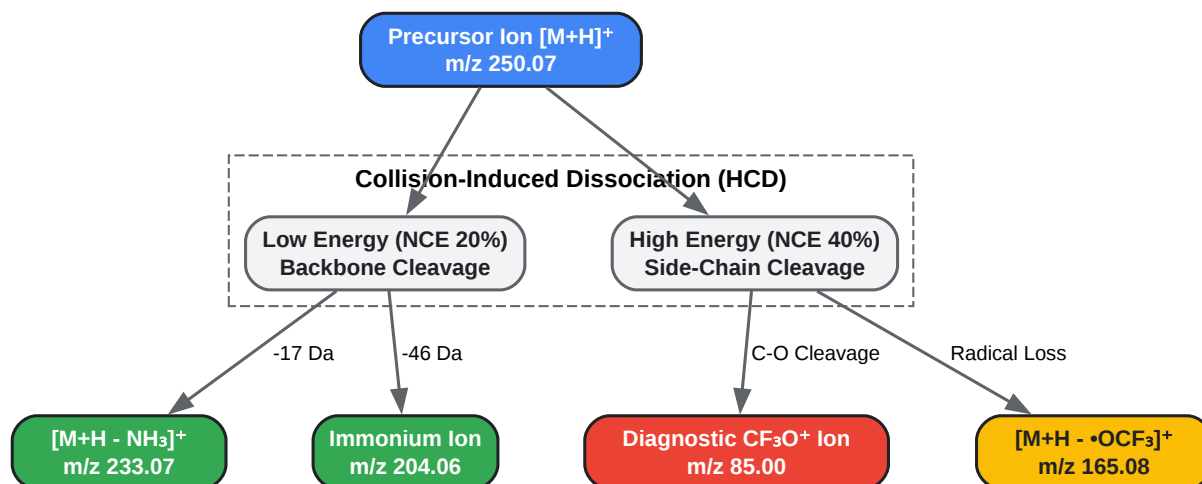 Precursor Ion [M+H]⁺
m/z 250.07
Collision-Induced Dissociation (HCD)
Low Energy (NCE 20%)
Backbone Cleavage
High Energy (NCE 40%)
Side-Chain Cleavage
-17 Da
-46 Da
C-O Cleavage
Radical Loss
[M+H - NH₃]⁺
m/z 233.07
Immonium Ion
m/z 204.06
Diagnostic CF₃O⁺ Ion
m/z 85.00
[M+H - •OCF₃]⁺
m/z 165.08